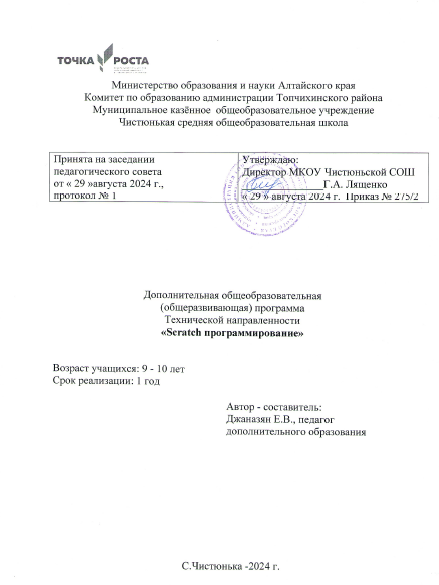 ТОЧКА РОСТА
Министерство образования и науки Алтайского края
Комитет по образованию администрации Топчихинского района
Муниципальное казённое общеобразовательное учреждение
Чистюнькая средняя общеобразовательная школа
Принята на заседании
педагогического совета
от « 29 »августа 2024 г.,
протокол № 1
Утверждаю:
Директор МКОУ Чистюньской СОШ
________________Г.А. Лященко
« 29 » августа 2024 г. Приказ № 275/2
Дополнительная общеобразовательная
(общеразвивающая) программа
Технической направленности
«Scratch программирование»
Возраст учащихся: 9 - 10 лет
Срок реализации: 1 год
Автор - составитель:
Джаназян Е.В., педагог
дополнительного образования
С.Чистюнька -2024 г.